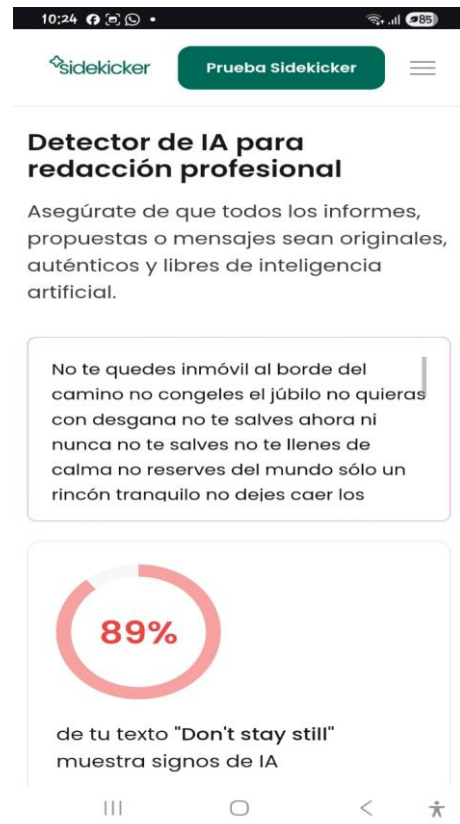 10:24
85
sidekicker
Prueba Sidekicker
Detector de IA para
redacción profesional
Asegúrate de que todos los informes,
propuestas o mensajes sean originales,
auténticos y libres de inteligencia
artificial.
No te quedes inmóvil al borde del
camino no congeles el júbilo no quieras
con desgana no te salves ahora ni
nunca no te salves no te llenes de
calma no reserves del mundo sólo un
rincón tranquilo no dejes caer los
89%
de tu texto "Don't stay still"
muestra signos de IA